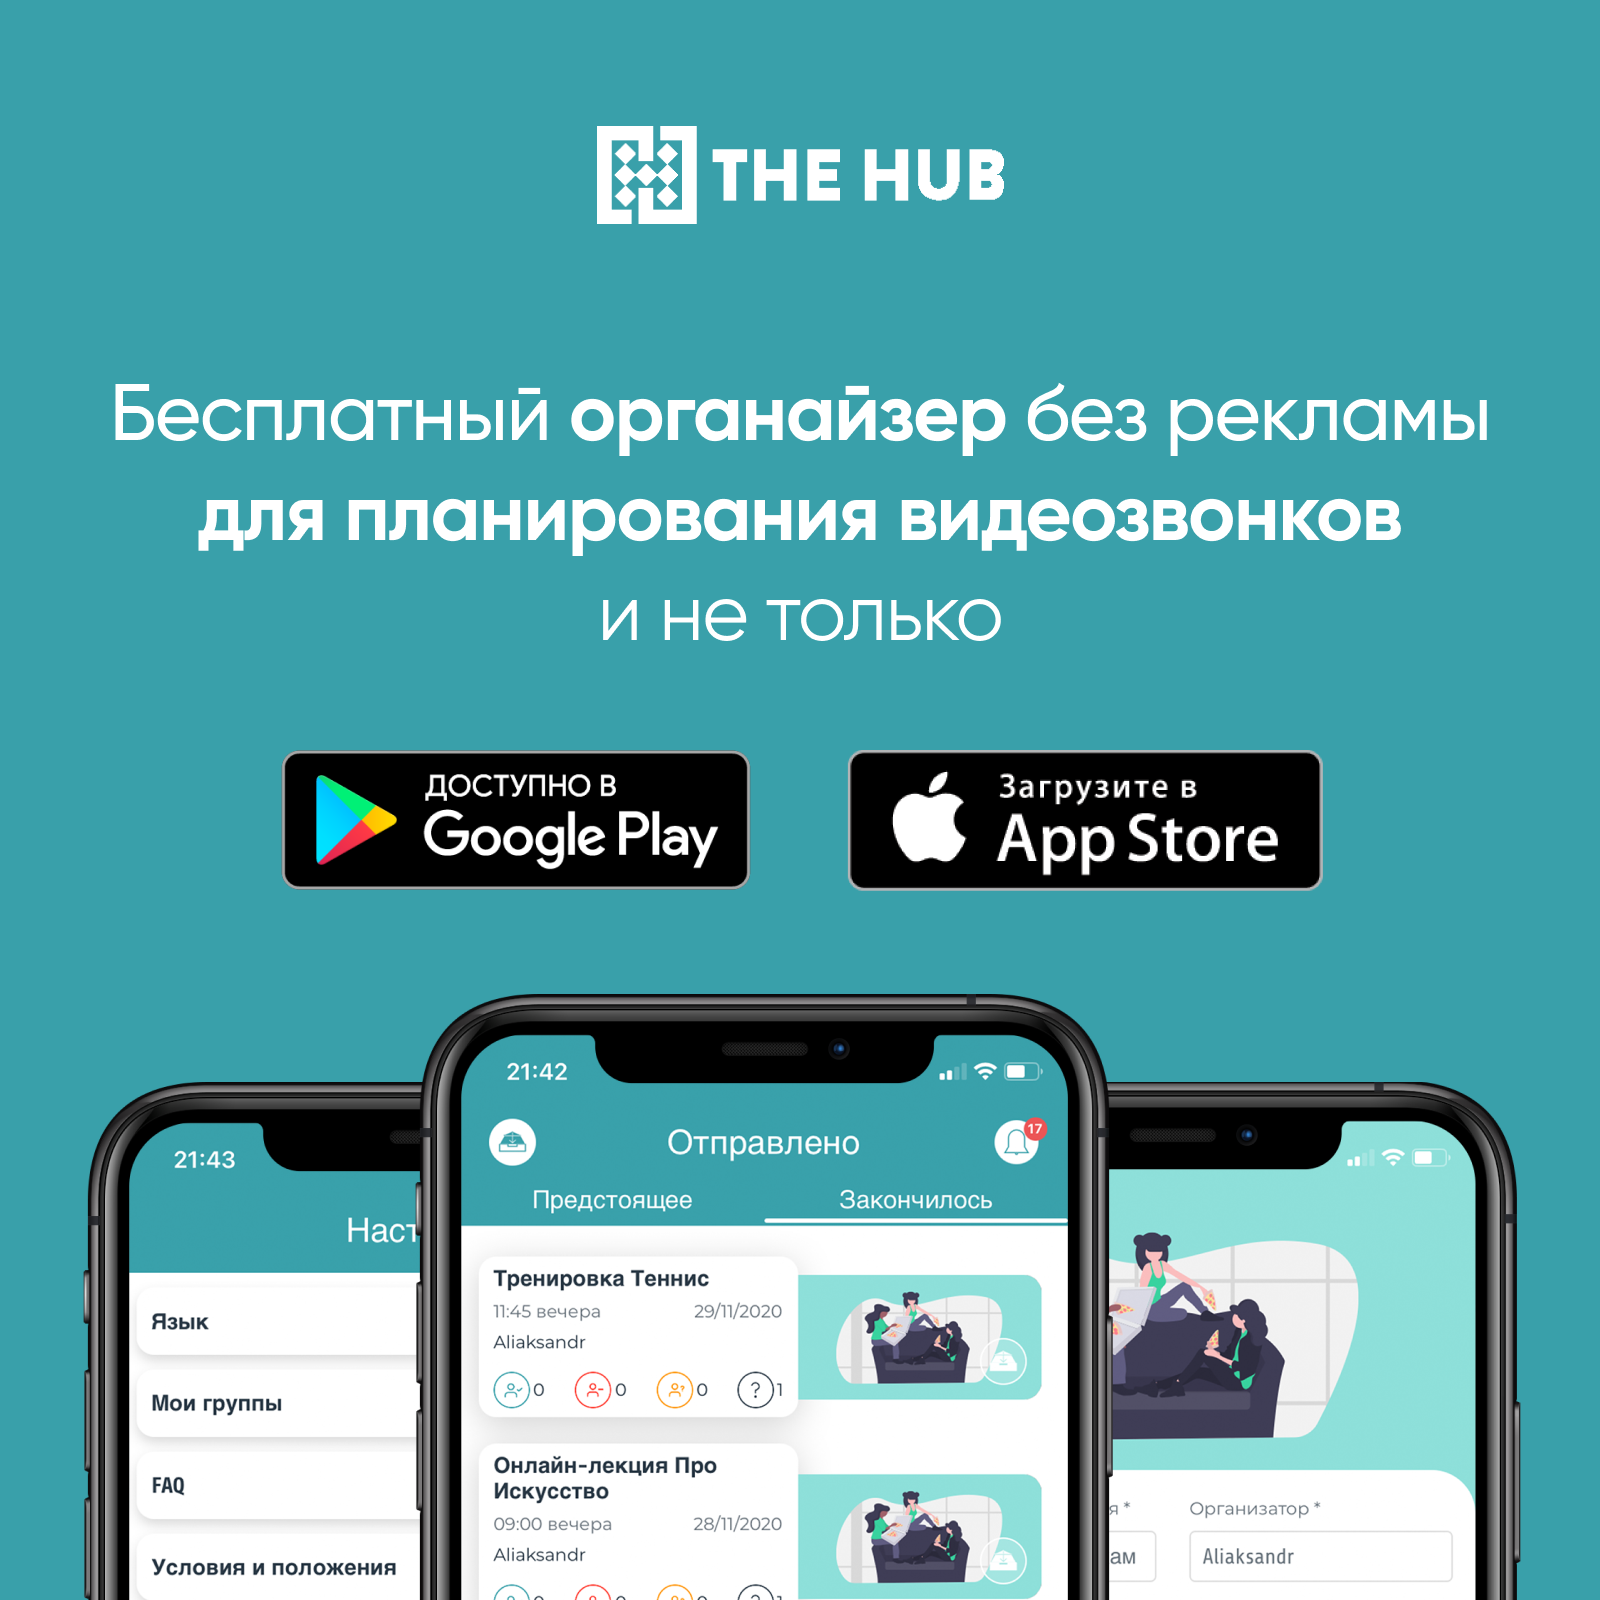 THE HUB
Бесплатный органайзер без рекламы
для планирования видеозвонков
и не только
ДОСТУПНО В
Google Play
Загрузите в
App Store
21:42
Отправлено
17
Предстоящее
Закончилось
Тренировка Теннис
11:45 вечера
29/11/2020
Aliaksandr
0
0
0
? 1
Онлайн-лекция Про
Искусство
09:00 вечера
28/11/2020
Aliaksandr
21:43
Наст
Язык
Мои группы
FAQ
Условия и положения
я *
Организатор *
ам
Aliaksandr